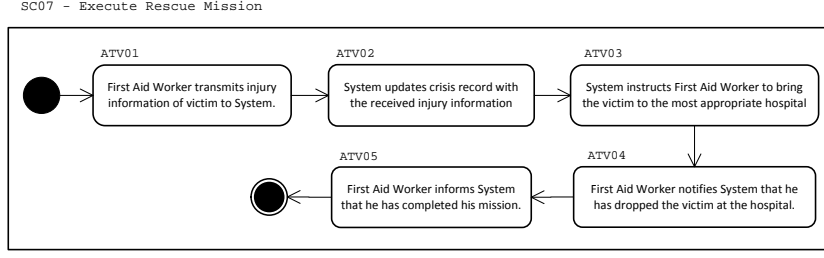 SC07 - Execute Rescue Mission
ATV01
First Aid Worker transmits injury
information of victim to System.
ATV02
System updates crisis record with
the received injury information
ATV03
System instructs First Aid Worker to bring
the victim to the most appropriate hospital
ATV04
First Aid Worker notifies System that he
has dropped the victim at the hospital.
ATV05
First Aid Worker informs System
that he has completed his mission.